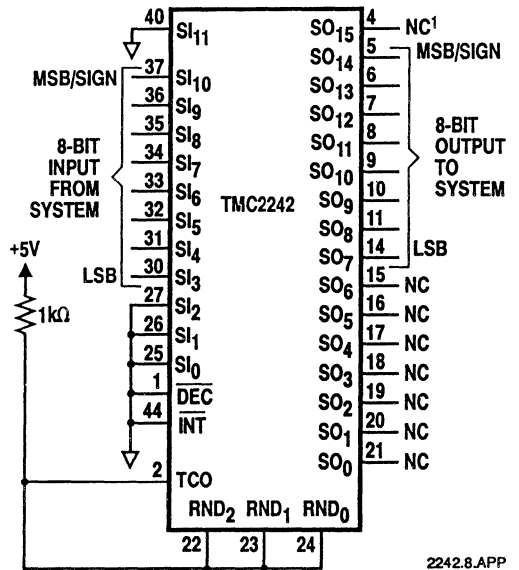 40 SI11 SO15 4 NC1
MSB/SIGN 37 SI10 SO14 5 MSB/SIGN
36 SI9 SO13 6
35 SI8 SO12 7
34 SI7 SO11 8
33 SI6 SO10 9
32 SI5 SO9 10
31 SI4 SO8 11
LSB 30 SI3 SO7 14 LSB
27 SI2 SO6 15 NC
26 SI1 SO5 16 NC
25 SI0 SO4 17 NC
1 DEC SO3 18 NC
44 INT SO2 19 NC
SO1 20 NC
2 TCO SO0 21 NC
8-BIT
INPUT
FROM
SYSTEM
TMC2242
8-BIT
OUTPUT
TO
SYSTEM
+5V
1kΩ
RND2 RND1 RND0
22 23 24
2242.8.APP